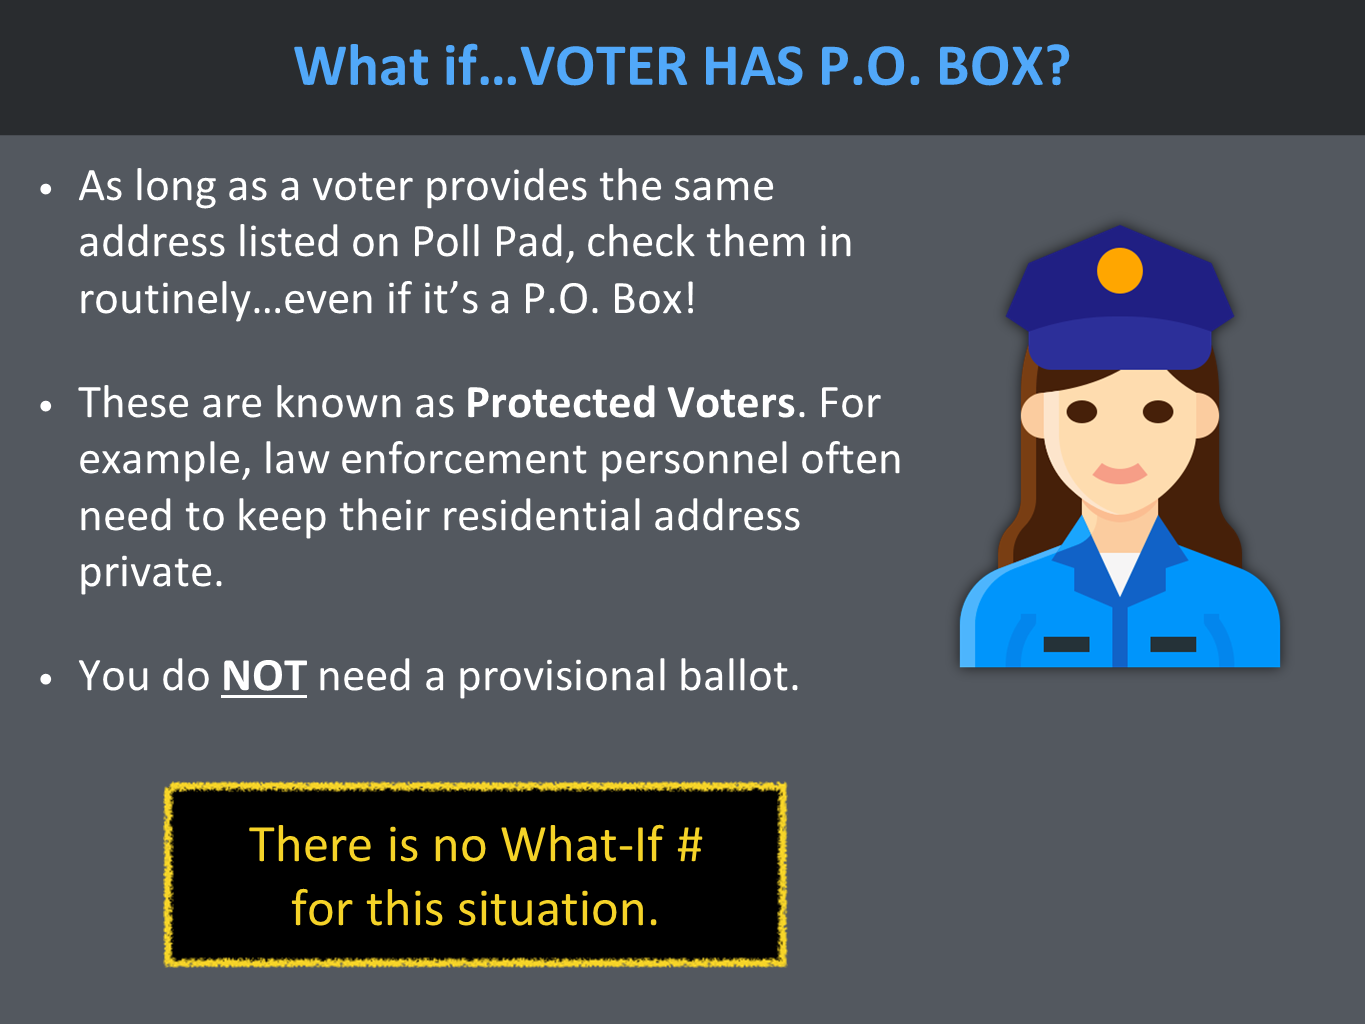 What if…VOTER HAS P.O. BOX?
• As long as a voter provides the same
address listed on Poll Pad, check them in
routinely…even if it’s a P.O. Box!
• These are known as Protected Voters. For
example, law enforcement personnel often
need to keep their residential address
private.
• You do NOT need a provisional ballot.
There is no What-If #
for this situation.